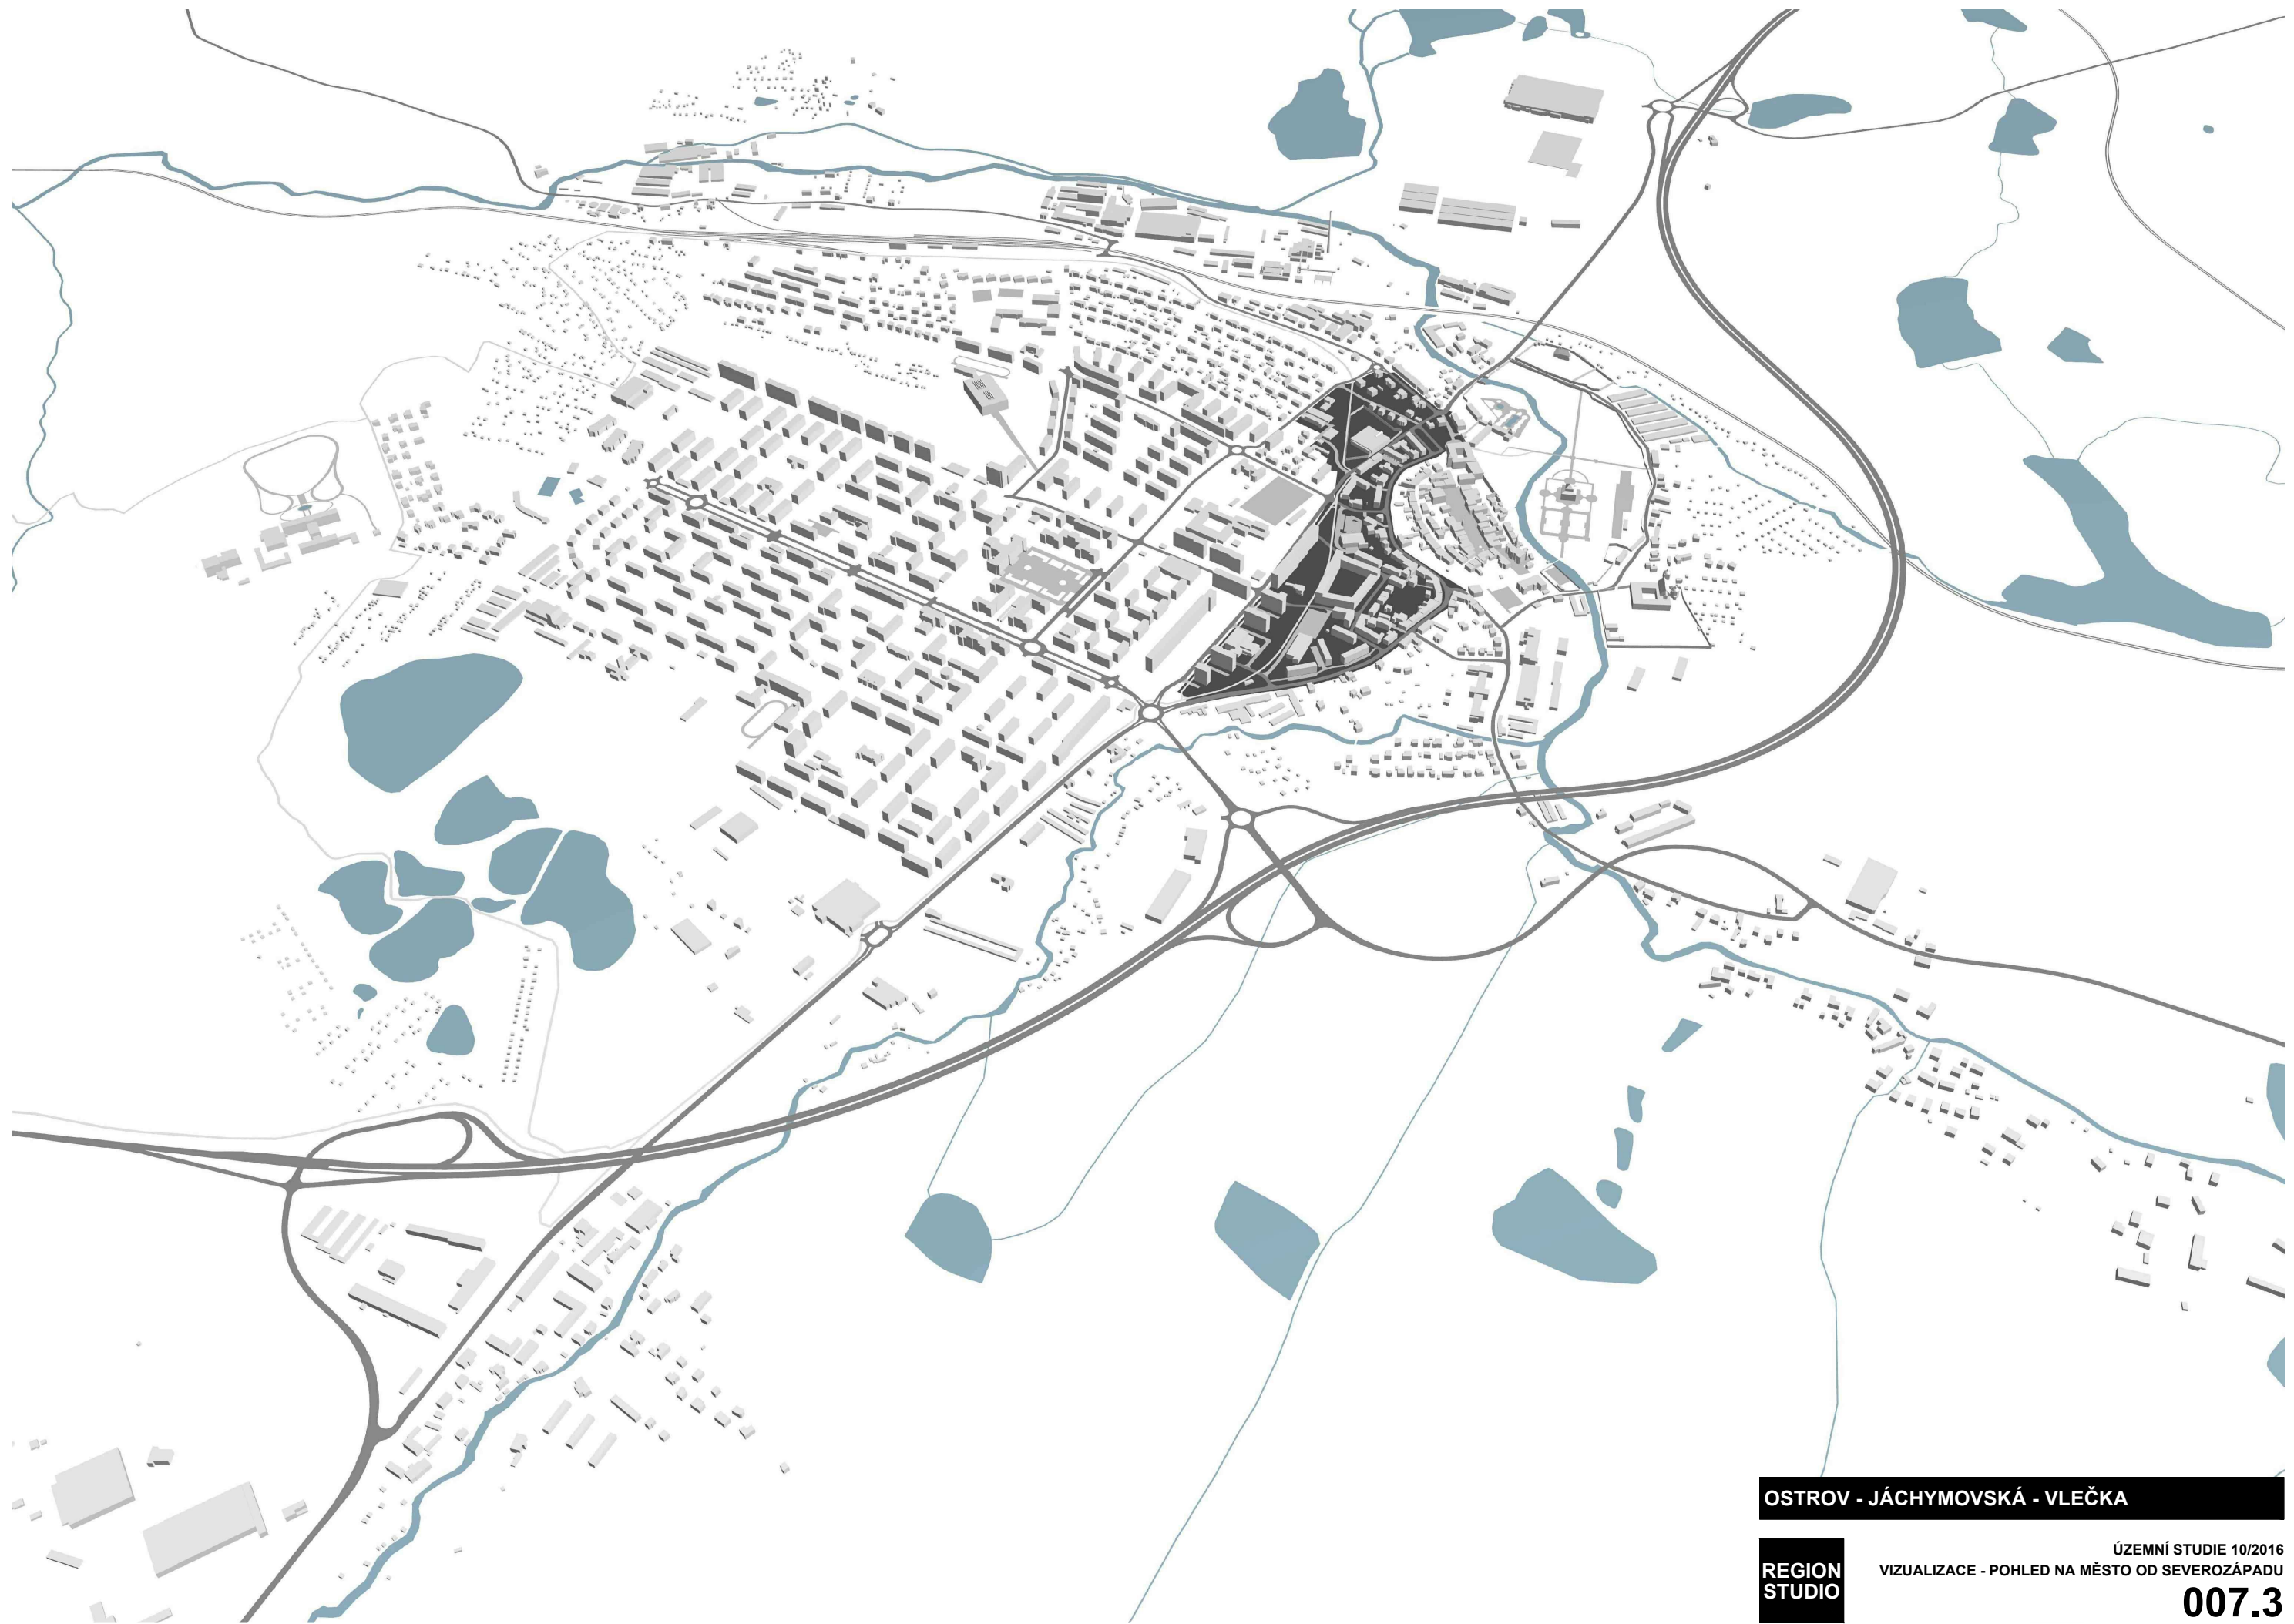 OSTROV - JÁCHYMOVSKÁ - VLEČKA
REGION
STUDIO
ÚZEMNÍ STUDIE 10/2016
VIZUALIZACE - POHLED NA MĚSTO OD SEVEROZÁPADU
007.3